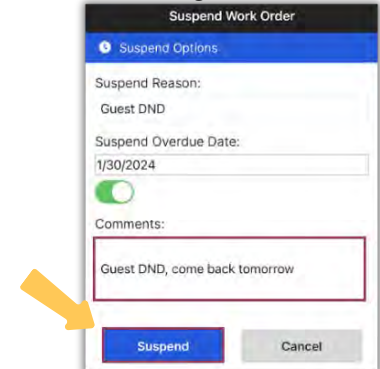 Suspend Work Order
Suspend Options
Suspend Reason:
Guest DND
Suspend Overdue Date:
1/30/2024
Comments:
Guest DND, come back tomorrow
Suspend Cancel